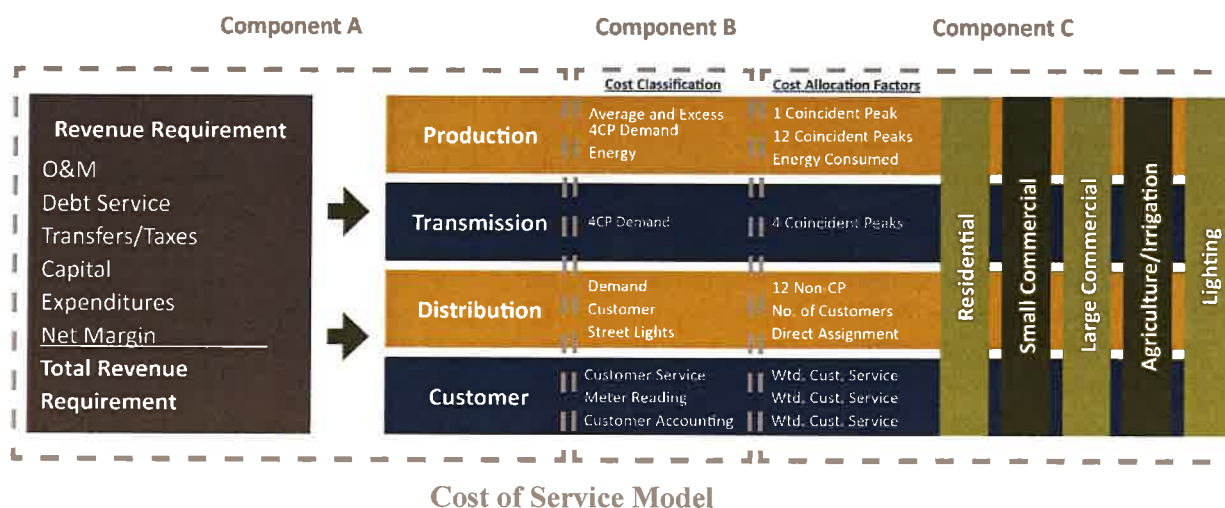 Component A
Component B
Component C
Cost Classification
Cost Allocation Factors
Revenue Requirement
O&M
Debt Service
Transfers/Taxes
Capital
Expenditures
Net Margin
Total Revenue
Requirement
Production
Average and Excess
4CP Demand
Energy
1 Coincident Peak
12 Coincident Peaks
Energy Consumed
Transmission
4CP Demand
4 Coincident Peaks
Distribution
Demand
Customer
Street Lights
12 Non-CP
No. of Customers
Direct Assignment
Customer
Customer Service
Meter Reading
Customer Accounting
Wtd. Cust. Service
Wtd. Cust. Service
Wtd. Cust. Service
Residential
Small Commercial
Large Commercial
Agriculture/Irrigation
Lighting
Cost of Service Model